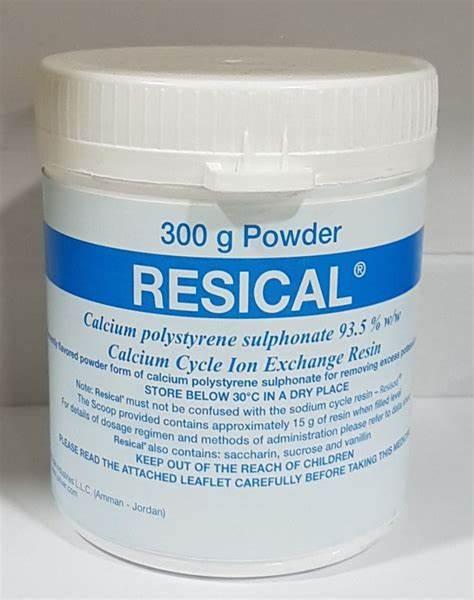 300 g Powder
RESICAL®
Calcium polystyrene sulphonate 93.5 % w/w
Calcium Cycle Ion Exchange Resin
flavored powder form of calcium polystyrene sulphonate for removing excess
STORE BELOW 30°C IN A DRY PLACE
Note: Resical® must not be confused with the sodium cycle resin - Resonal®
The Scoop provided contains approximately 15 g of resin when filled level
For details of dosage regimen and methods of administration please refer to data sheet
Resical® also contains: saccharin, sucrose and vanillin
KEEP OUT OF THE REACH OF CHILDREN
PLEASE READ THE ATTACHED LEAFLET CAREFULLY BEFORE TAKING THIS MEDIC
L.L.C. (Amman - Jordan)
.com